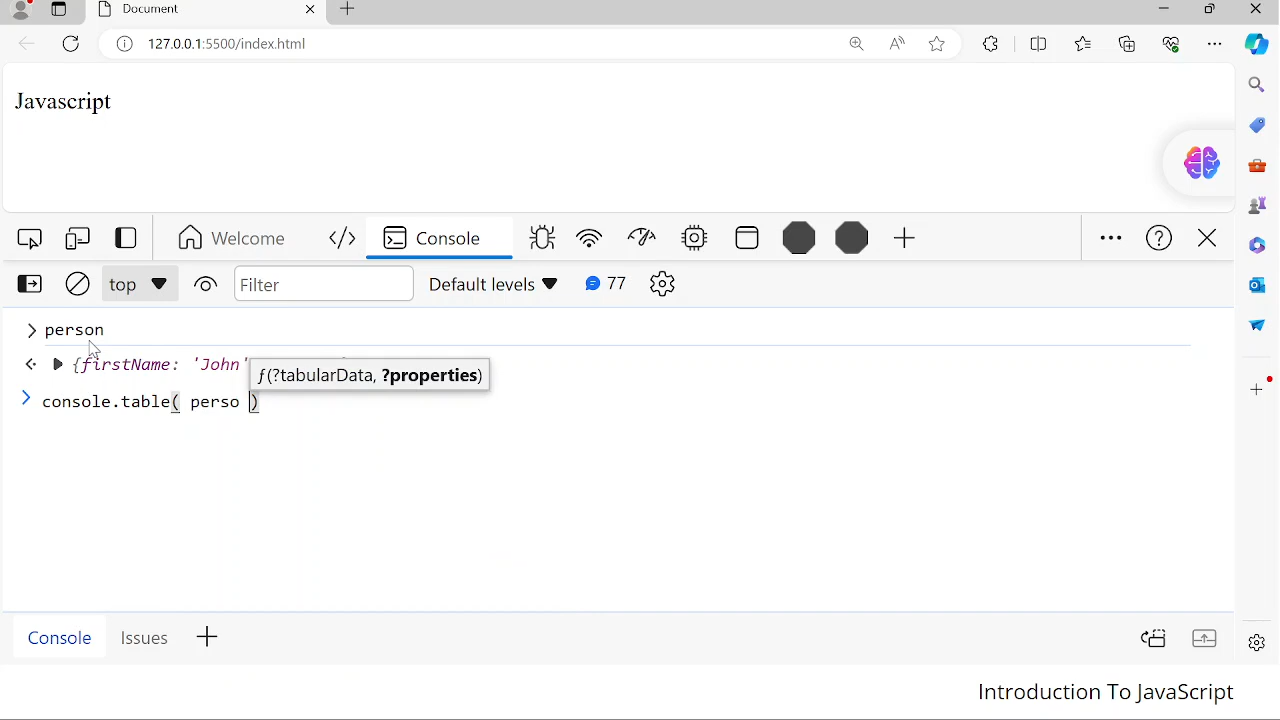 Document
127.0.0.1:5500/index.html
Javascript
Welcome
Console
top
Filter
Default levels
77
person
{firstName: 'John'
ƒ(?tabularData, ?properties)
console.table( perso )
Console
Issues
Introduction To JavaScript